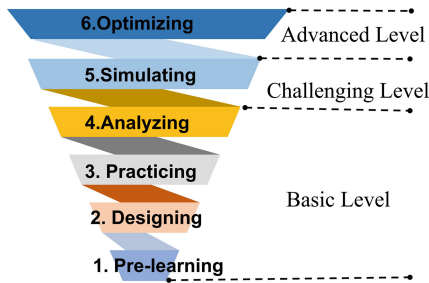 6.Optimizing
Advanced Level
5.Simulating
Challenging Level
4.Analyzing
3. Practicing
Basic Level
2. Designing
1. Pre-learning